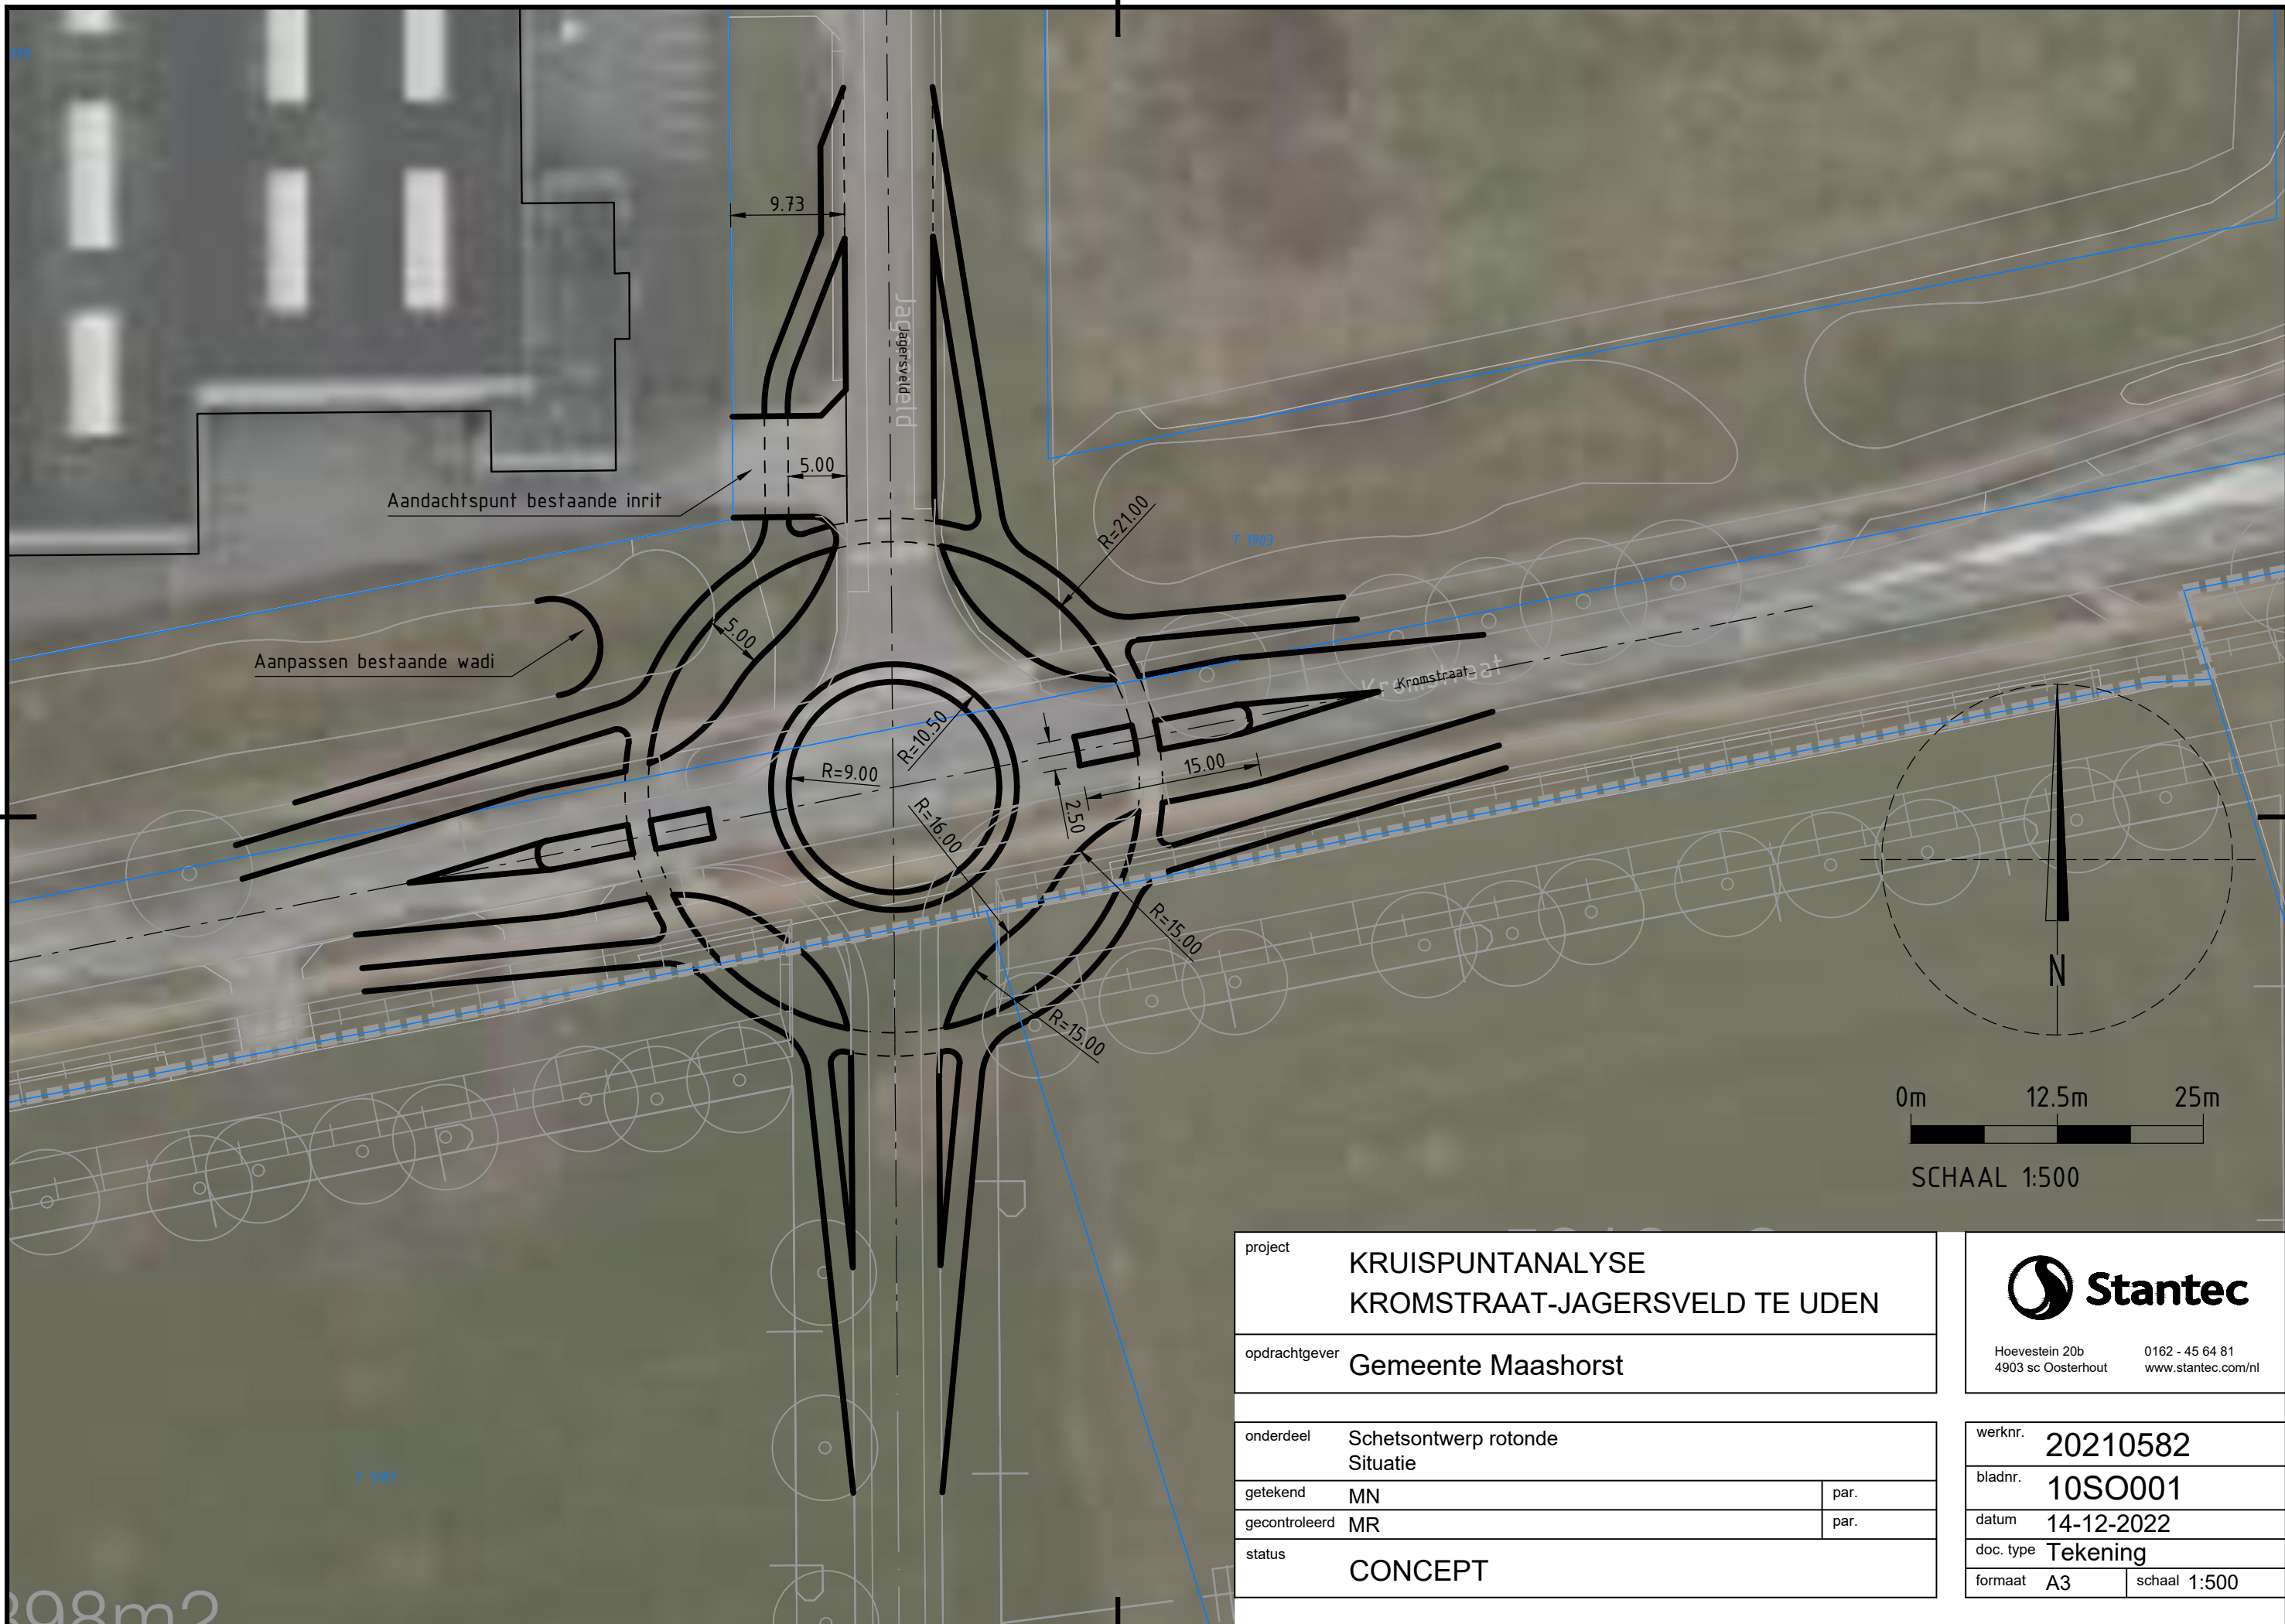 9.73
Jagersveld
Jagersveld
5.00
Aandachtspunt bestaande inrit
R=21.00
T 1903
5.00
Aanpassen bestaande wadi
Kromstraat
Kromstraat
R=10.50
R=9.00
15.00
2.50
R=16.00
R=15.00
R=15.00
N
0m 12.5m 25m
SCHAAL 1:500
project KRUISPUNTANALYSE
KROMSTRAAT-JAGERSVELD TE UDEN
opdrachtgever Gemeente Maashorst
Stantec
Hoevestein 20b 0162 - 45 64 81
4903 sc Oosterhout www.stantec.com/nl
onderdeel Schetsontwerp rotonde
Situatie
getekend MN par.
gecontroleerd MR par.
status CONCEPT
werknr. 20210582
bladnr. 10SO001
datum 14-12-2022
doc. type Tekening
formaat A3 schaal 1:500